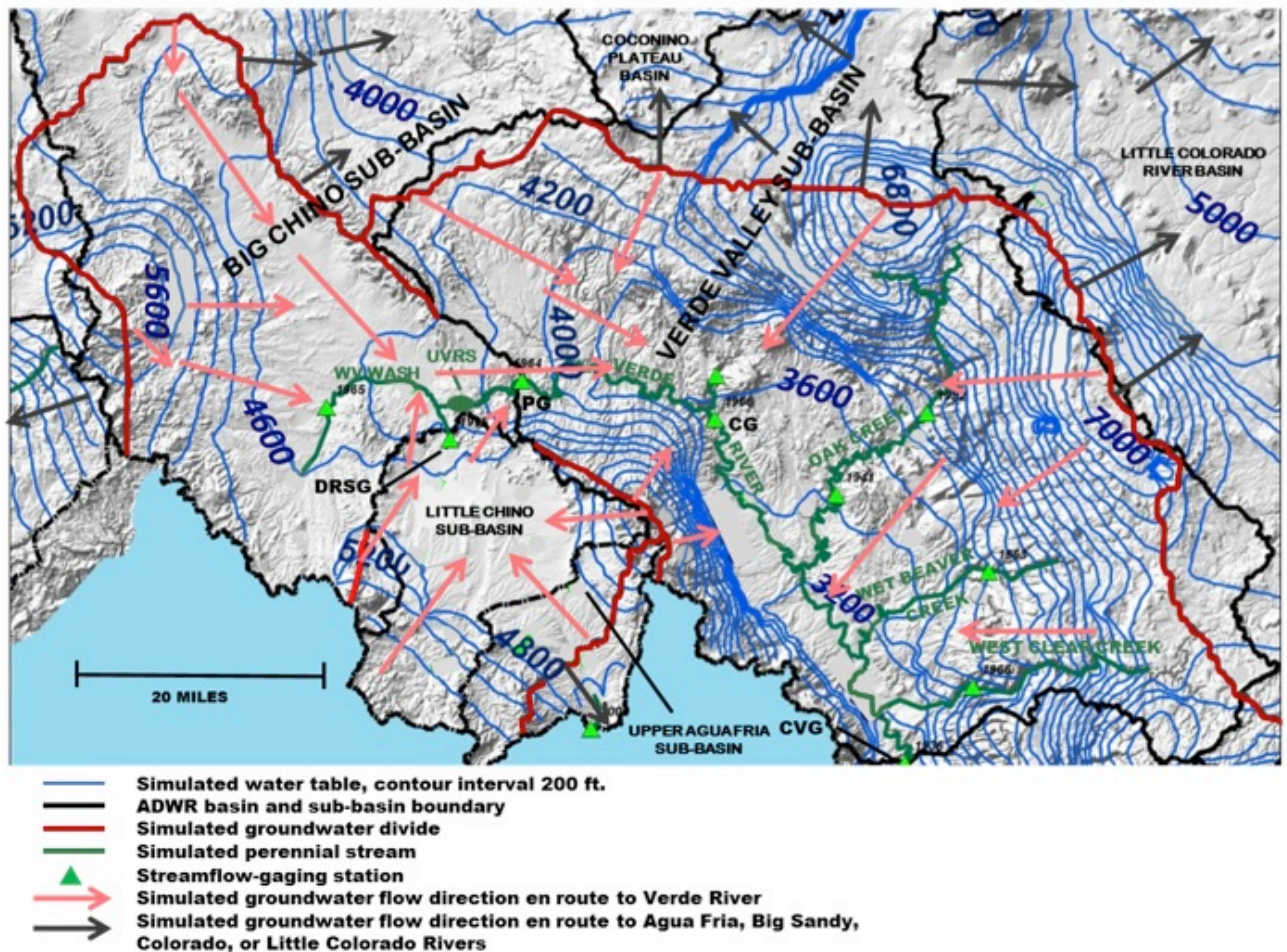 COCONINO
PLATEAU
BASIN
4000
BIG CHINO SUB-BASIN
VERDE VALLEY SUB-BASIN
LITTLE COLORADO
RIVER BASIN
6800
4200
5000
5200
5600
4000
UVRS
1964
WV WASH
1965
VERDE
3600
PG
CG
RIVER
OAK CREEK
7000
4600
DRSG
1941
LITTLE CHINO
SUB-BASIN
5200
3200
WET BEAVER
CREEK
4800
WEST CLEAR CREEK
20 MILES
UPPER AGUA FRIA
SUB-BASIN
CVG
Simulated water table, contour interval 200 ft.
ADWR basin and sub-basin boundary
Simulated groundwater divide
Simulated perennial stream
Streamflow-gaging station
Simulated groundwater flow direction en route to Verde River
Simulated groundwater flow direction en route to Agua Fria, Big Sandy,
Colorado, or Little Colorado Rivers